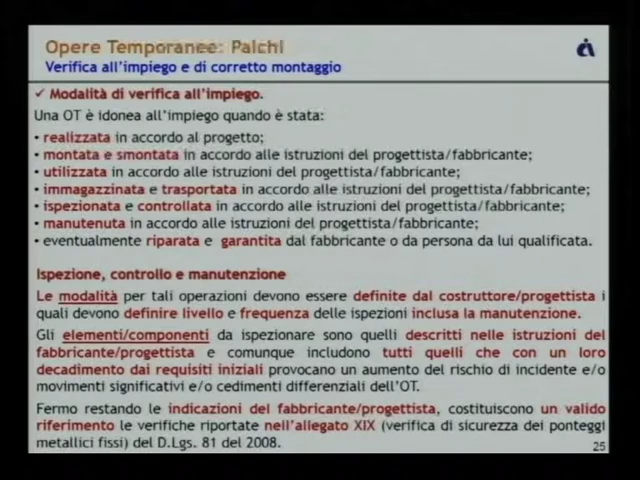 Opere Temporanee: Palchi
Verifica all'impiego e di corretto montaggio
✓ Modalità di verifica all'impiego.
Una OT è idonea all'impiego quando è stata:
• realizzata in accordo al progetto;
• montata e smontata in accordo alle istruzioni del progettista/fabbricante;
• utilizzata in accordo alle istruzioni del progettista/fabbricante;
• immagazzinata e trasportata in accordo alle istruzioni del progettista/fabbricante;
• ispezionata e controllata in accordo alle istruzioni del progettista/fabbricante;
• manutenuta in accordo alle istruzioni del progettista/fabbricante;
• eventualmente riparata e garantita dal fabbricante o da persona da lui qualificata.
Ispezione, controllo e manutenzione
Le modalità per tali operazioni devono essere definite dal costruttore/progettista i
quali devono definire livello e frequenza delle ispezioni inclusa la manutenzione.
Gli elementi/componenti da ispezionare sono quelli descritti nelle istruzioni del
fabbricante/progettista e comunque includono tutti quelli che con un loro
decadimento dai requisiti iniziali provocano un aumento del rischio di incidente e/o
movimenti significativi e/o cedimenti differenziali dell'OT.
Fermo restando le indicazioni del fabbricante/progettista, costituiscono un valido
riferimento le verifiche riportate nell'allegato XIX (verifica di sicurezza dei ponteggi
metallici fissi) del D.Lgs. 81 del 2008.
25